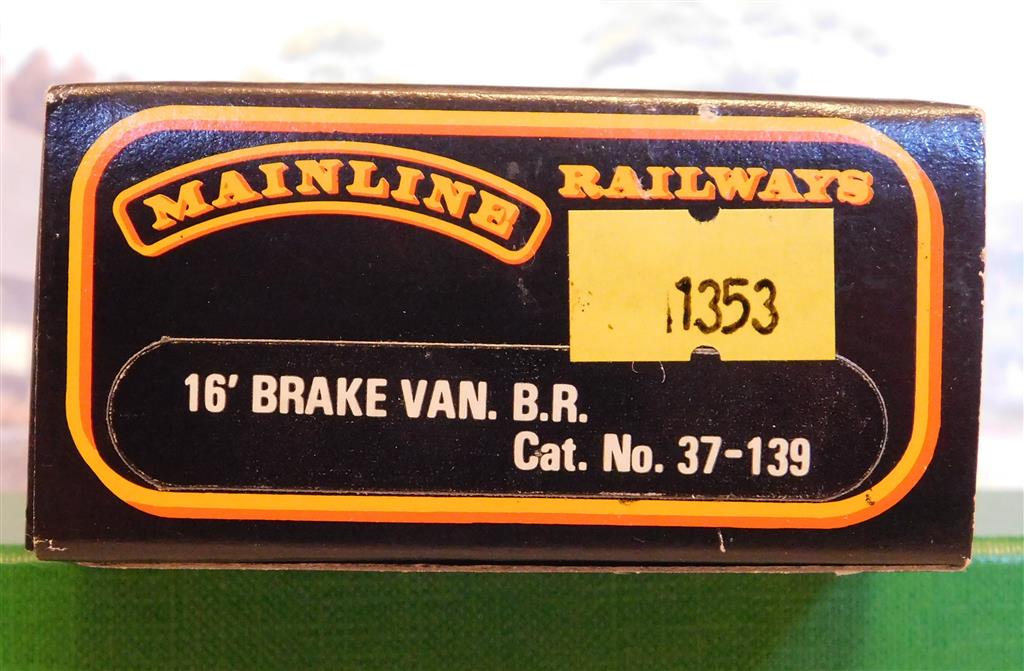 MAINLINE RAILWAYS
1353
16' BRAKE VAN. B.R.
Cat. No. 37-139